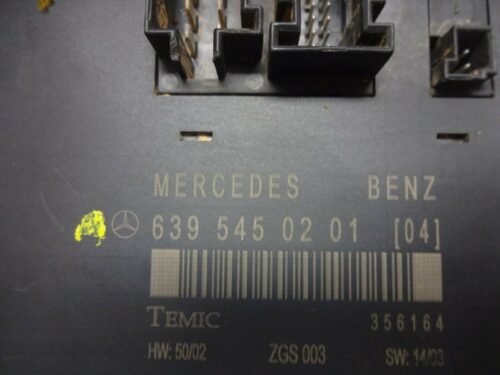 MERCEDES BENZ
639 545 02 01 [04]
TEMIC 356164
HW: 50/02 ZGS 003 SW: 14/03